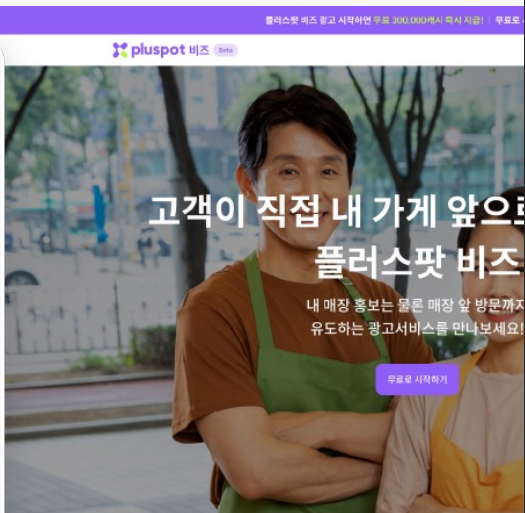 플러스팟 비즈 광고 시작하면 무료 300,000캐시 즉시 지급! | 무료로
pluspot 비즈 Beta
고객이 직접 내 가게 앞으로
플러스팟 비즈
내 매장 홍보는 물론 매장 앞 방문까지
유도하는 광고서비스를 만나보세요!
무료로 시작하기